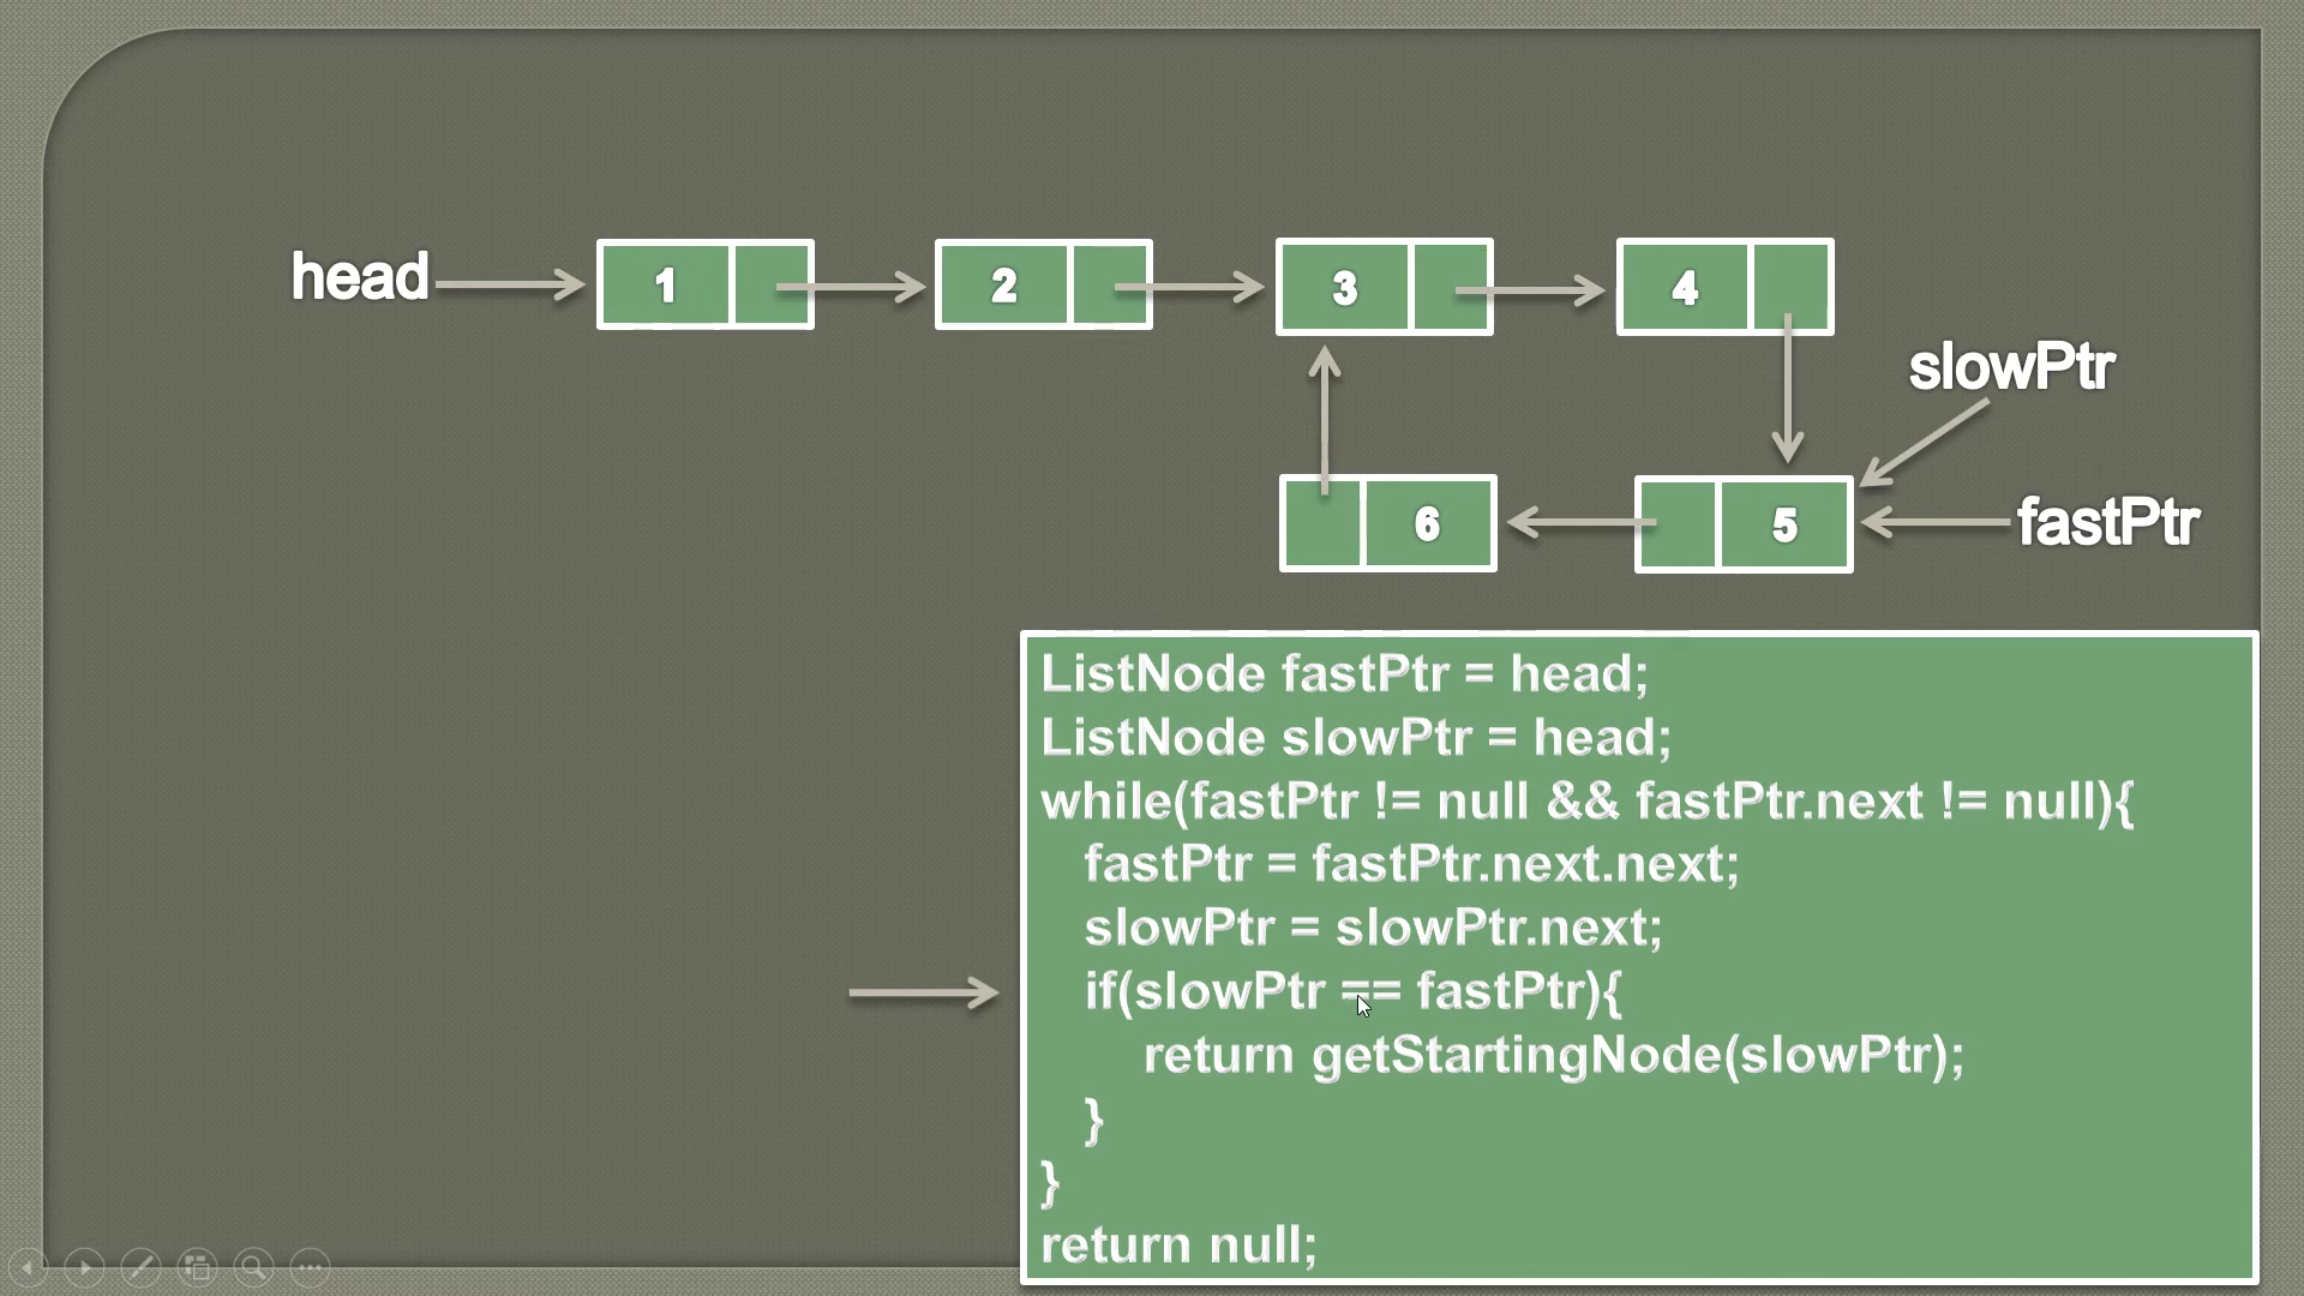 head
1
2
3
4
slowPtr
6
5
fastPtr
ListNode fastPtr = head;
ListNode slowPtr = head;
while(fastPtr != null && fastPtr.next != null){
fastPtr = fastPtr.next.next;
slowPtr = slowPtr.next;
if(slowPtr == fastPtr){
return getStartingNode(slowPtr);
}
}
return null;